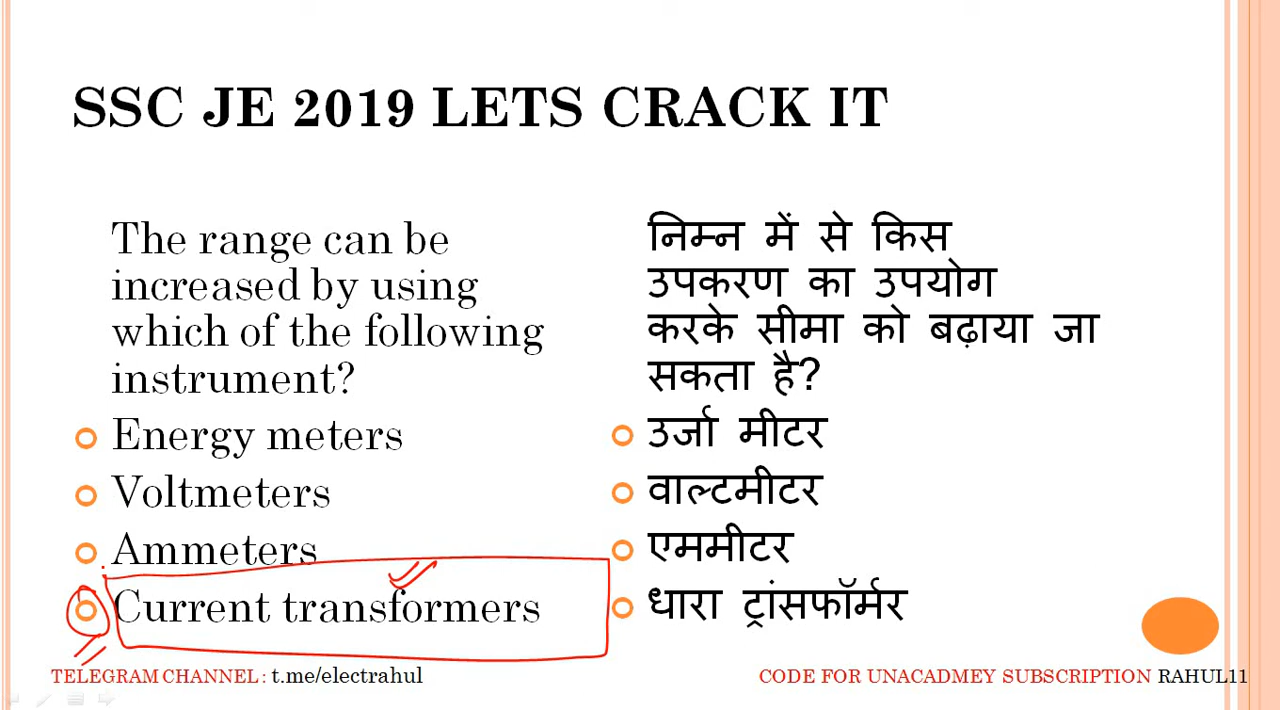 SSC JE 2019 LETS CRACK IT
The range can be
increased by using
which of the following
instrument?
Energy meters
Voltmeters
Ammeters
Current transformers
निम्न में से किस
उपकरण का उपयोग
करके सीमा को बढ़ाया जा
सकता है?
उर्जा मीटर
वाल्टमीटर
एममीटर
धारा ट्रांसफॉर्मर
TELEGRAM CHANNEL: t.me/electrahul
CODE FOR UNACADMEY SUBSCRIPTION RAHUL11